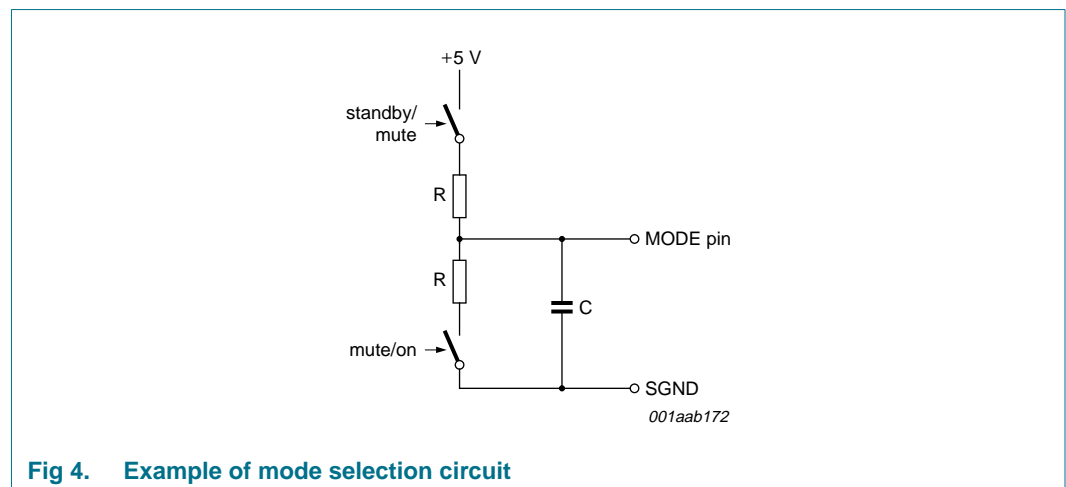 +5 V
standby/
mute
R
MODE pin
R
C
mute/on
SGND
001aab172
Fig 4. Example of mode selection circuit